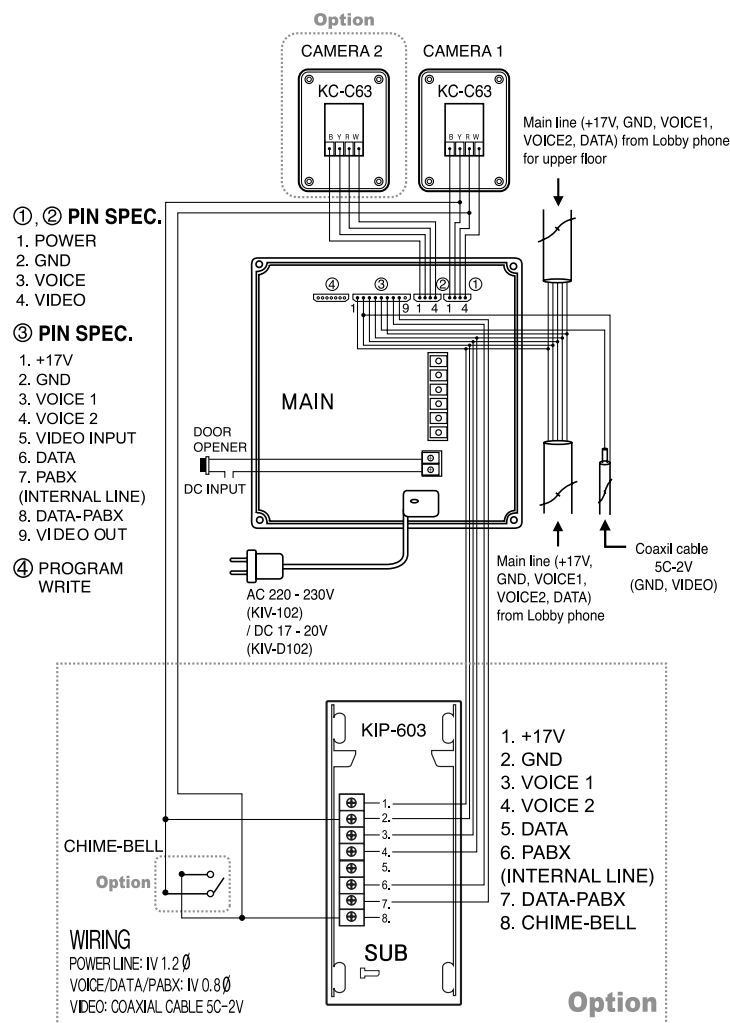 Option
CAMERA 2
CAMERA 1
KC-C63
KC-C63
B Y R W
B Y R W
Main line (+17V, GND, VOICE1,
VOICE2, DATA) from Lobby phone
for upper floor
①, ② PIN SPEC.
1. POWER
2. GND
3. VOICE
4. VIDEO
③ PIN SPEC.
1. +17V
2. GND
3. VOICE 1
4. VOICE 2
5. VIDEO INPUT
6. DATA
7. PABX
(INTERNAL LINE)
8. DATA-PABX
9. VIDEO OUT
④ PROGRAM
WRITE
④ ③ ② ①
1 9 1 4 1 4
MAIN
DOOR
OPENER
DC INPUT
AC 220 - 230V
(KIV-102)
/ DC 17 - 20V
(KIV-D102)
Main line (+17V,
GND, VOICE1,
VOICE2, DATA)
from Lobby phone
Coaxil cable
5C-2V
(GND, VIDEO)
KIP-603
1.
2.
3.
4.
5.
6.
7.
8.
SUB
1. +17V
2. GND
3. VOICE 1
4. VOICE 2
5. DATA
6. PABX
(INTERNAL LINE)
7. DATA-PABX
8. CHIME-BELL
CHIME-BELL
Option
WIRING
POWER LINE: IV 1.2 Ø
VOICE/DATA/PABX: IV 0.8 Ø
VIDEO: COAXIAL CABLE 5C-2V
Option